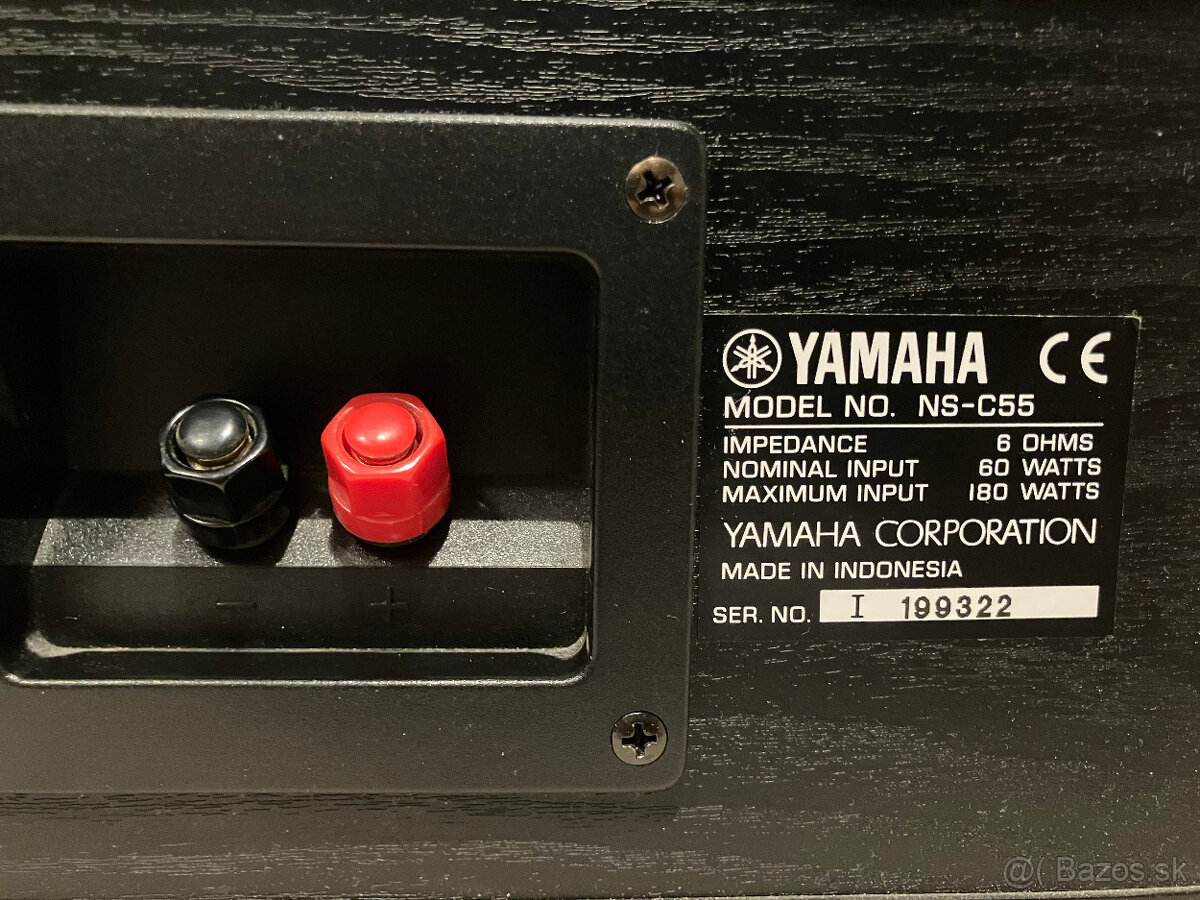 YAMAHA CE
MODEL NO. NS-C55
IMPEDANCE 6 OHMS
NOMINAL INPUT 60 WATTS
MAXIMUM INPUT 180 WATTS
YAMAHA CORPORATION
MADE IN INDONESIA
SER. NO. I 199322
- +
@( Bazos.sk